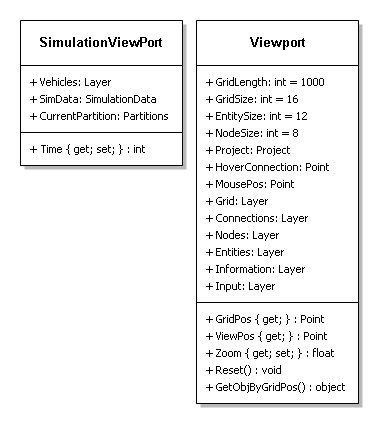 SimulationViewPort
+ Vehicles: Layer
+ SimData: SimulationData
+ CurrentPartition: Partitions
+ Time { get; set; } : int
Viewport
+ GridLength: int = 1000
+ GridSize: int = 16
+ EntitySize: int = 12
+ NodeSize: int = 8
+ Project: Project
+ HoverConnection: Point
+ MousePos: Point
+ Grid: Layer
+ Connections: Layer
+ Nodes: Layer
+ Entities: Layer
+ Information: Layer
+ Input: Layer
+ GridPos { get; } : Point
+ ViewPos { get; } : Point
+ Zoom { get; set; } : float
+ Reset() : void
+ GetObjByGridPos() : object